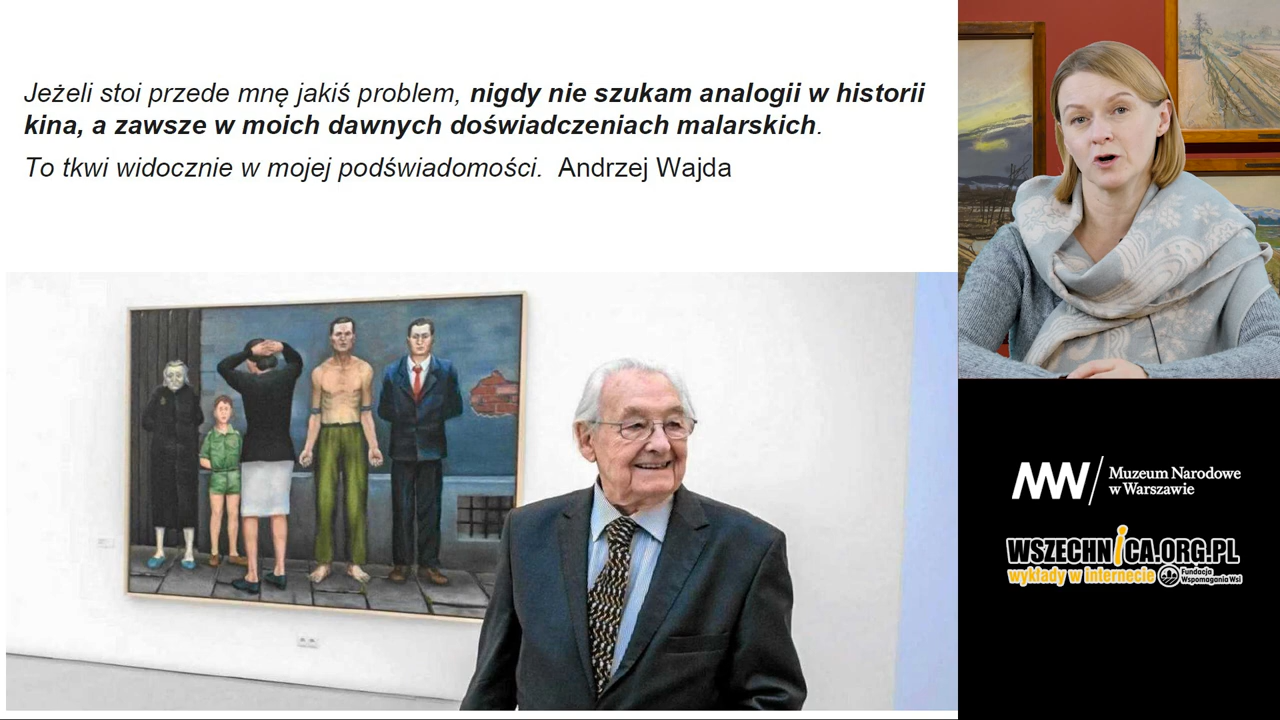 Jeżeli stoi przede mnę jakiś problem, nigdy nie szukam analogii w historii
kina, a zawsze w moich dawnych doświadczeniach malarskich.
To tkwi widocznie w mojej podświadomości. Andrzej Wajda
MW/ Muzeum Narodowe
w Warszawie
WSZECHNiCA.ORG.PL
wykłady w internecie
Fundacja
Wspomagania Wsi